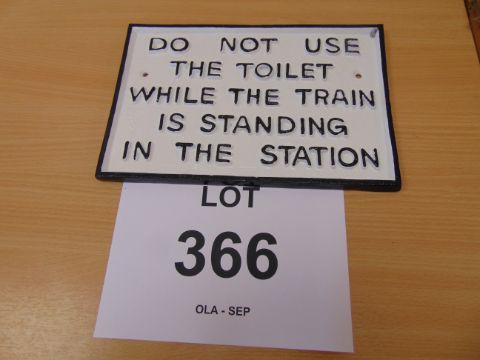 DO NOT USE
THE TOILET
WHILE THE TRAIN
IS STANDING
IN THE STATION
LOT
366
OLA - SEP